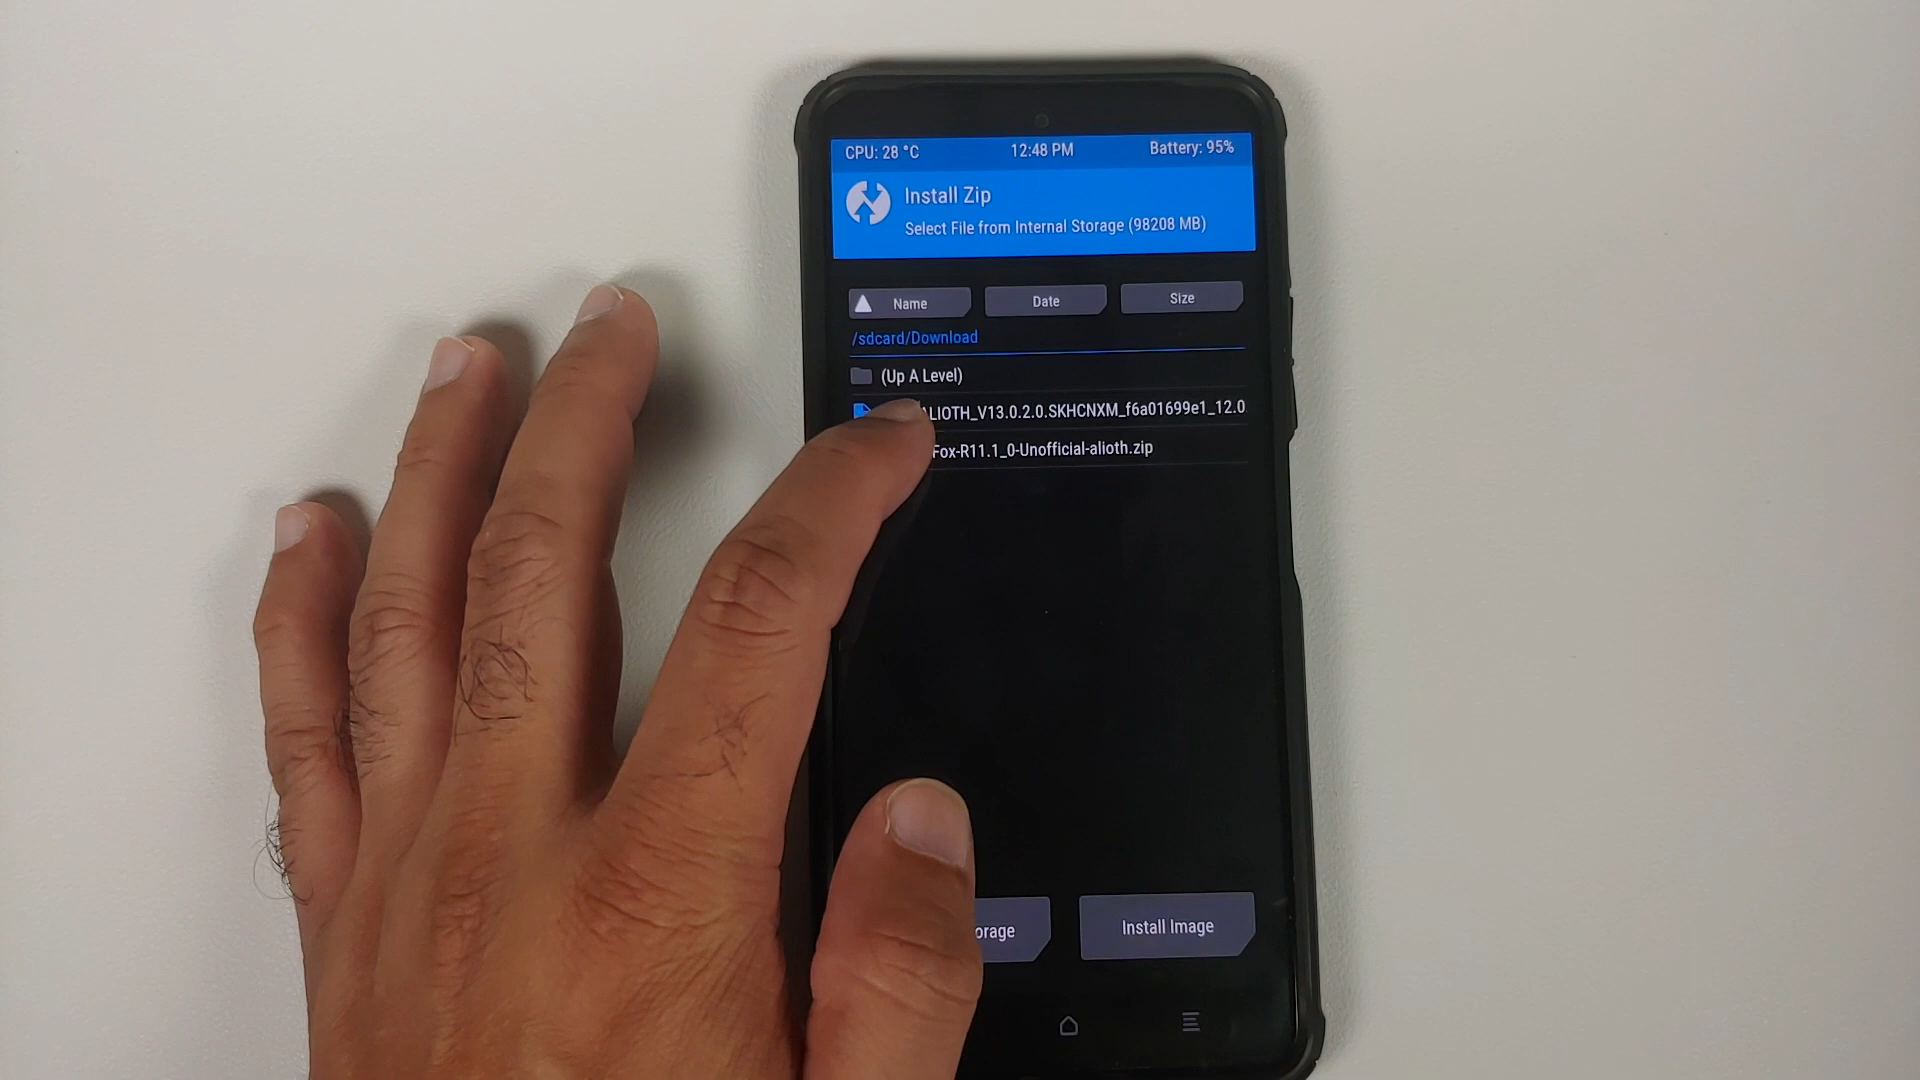 CPU: 28 °C 12:48 PM Battery: 95%
Install Zip
Select File from Internal Storage (98208 MB)
Name Date Size
/sdcard/Download
(Up A Level)
ALIOTH_V13.0.2.0.SKHCNXM_f6a01699e1_12.0
Fox-R11.1_0-Unofficial-alioth.zip
orage Install Image